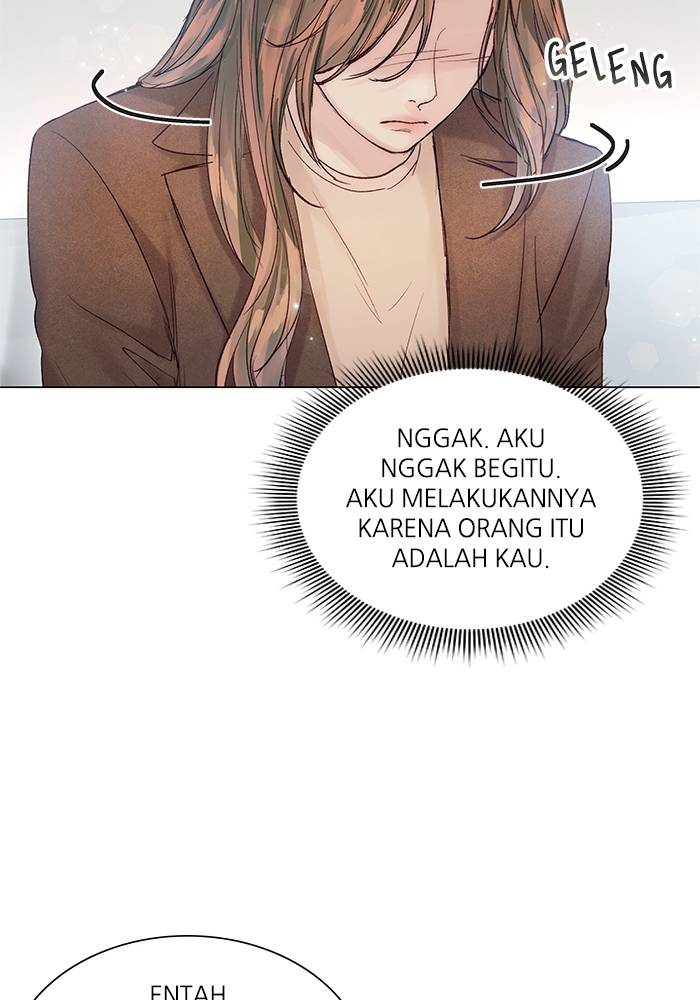 GELENG
NGGAK. AKU
NGGAK BEGITU.
AKU MELAKUKANNYA
KARENA ORANG ITU
ADALAH KAU.
ENTAH